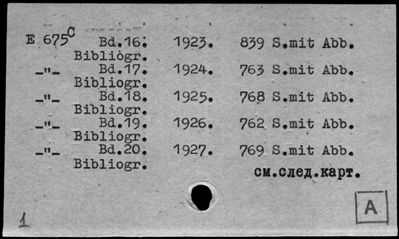 E 675 C Bd.16. 1923. 839 S.mit Abb.
Bibliogr.
_"_ Bd.17. 1924. 763 S.mit Abb.
Bibliogr.
_"_ Bd.18. 1925. 768 S.mit Abb.
Bibliogr.
_"_ Bd.19. 1926. 762 S.mit Abb.
Bibliogr.
_"_ Bd.20. 1927. 769 S.mit Abb.
Bibliogr.
см.след.карт.
1
A